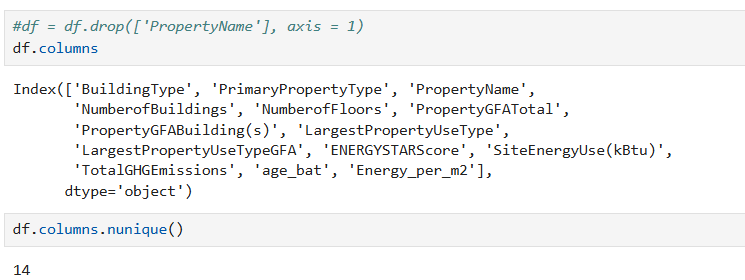 #df = df.drop(['PropertyName'], axis = 1)
df.columns
Index(['BuildingType', 'PrimaryPropertyType', 'PropertyName',
       'NumberofBuildings', 'NumberofFloors', 'PropertyGFATotal',
       'PropertyGFABuilding(s)', 'LargestPropertyUseType',
       'LargestPropertyUseTypeGFA', 'ENERGYSTARScore', 'SiteEnergyUse(kBtu)',
       'TotalGHGEmissions', 'age_bat', 'Energy_per_m2'],
      dtype='object')
df.columns.nunique()
14